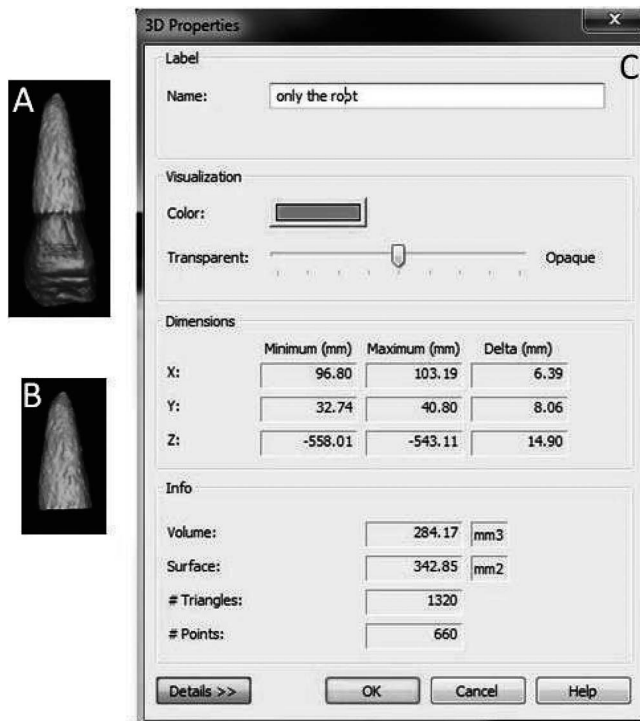 A
B
C
3D Properties
x
Label
Name: only the root
Visualization
Color:
Transparent: Opaque
Dimensions
Minimum (mm) Maximum (mm) Delta (mm)
X: 96.80 103.19 6.39
Y: 32.74 40.80 8.06
Z: -558.01 -543.11 14.90
Info
Volume: 284.17 mm3
Surface: 342.85 mm2
# Triangles: 1320
# Points: 660
Details >> OK Cancel Help